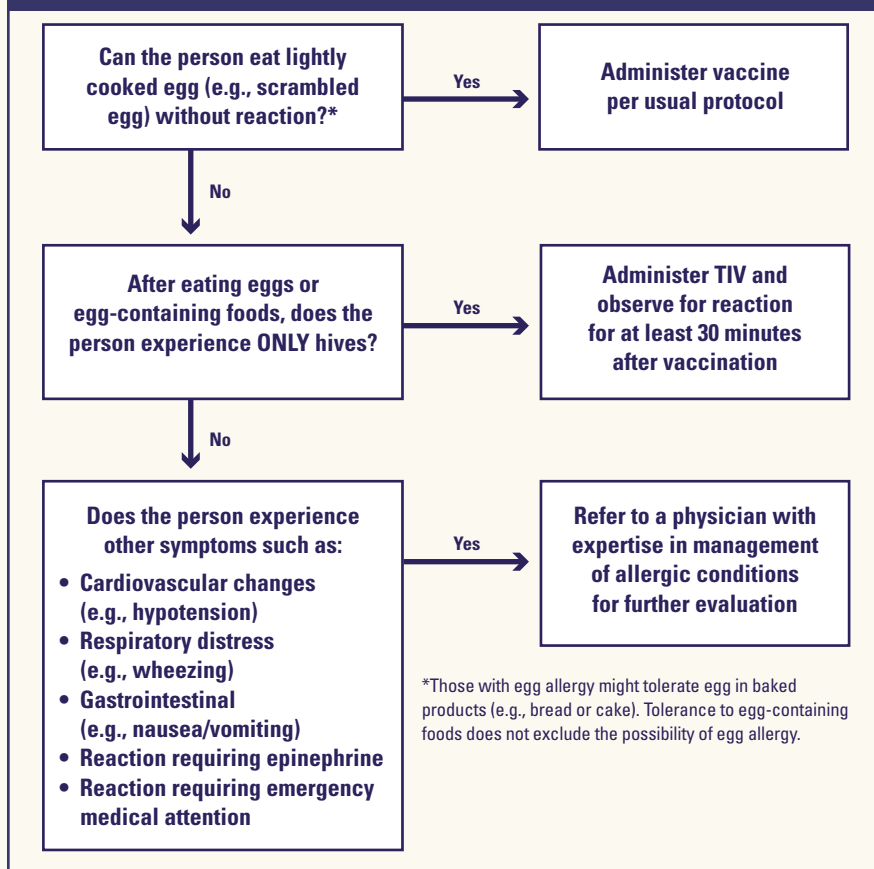 Can the person eat lightly
cooked egg (e.g., scrambled
egg) without reaction?*
Yes
Administer vaccine
per usual protocol
No
After eating eggs or
egg-containing foods, does the
person experience ONLY hives?
Yes
Administer TIV and
observe for reaction
for at least 30 minutes
after vaccination
No
Does the person experience
other symptoms such as:
• Cardiovascular changes
(e.g., hypotension)
• Respiratory distress
(e.g., wheezing)
• Gastrointestinal
(e.g., nausea/vomiting)
• Reaction requiring epinephrine
• Reaction requiring emergency
medical attention
Yes
Refer to a physician with
expertise in management
of allergic conditions
for further evaluation
*Those with egg allergy might tolerate egg in baked
products (e.g., bread or cake). Tolerance to egg-containing
foods does not exclude the possibility of egg allergy.